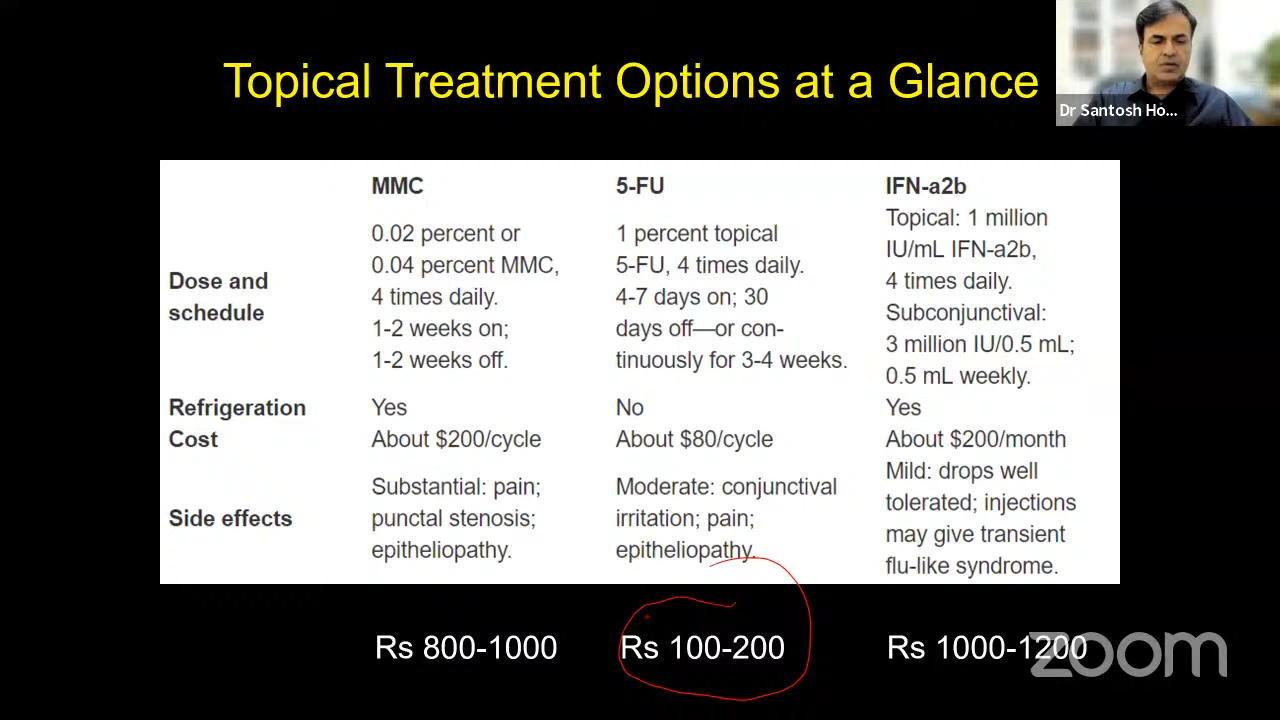 Topical Treatment Options at a Glance
Dr Santosh Ho...
MMC 5-FU IFN-a2b
Dose and
schedule
0.02 percent or
0.04 percent MMC,
4 times daily.
1-2 weeks on;
1-2 weeks off.
1 percent topical
5-FU, 4 times daily.
4-7 days on; 30
days off—or con-
tinuously for 3-4 weeks.
Topical: 1 million
IU/mL IFN-a2b,
4 times daily.
Subconjunctival:
3 million IU/0.5 mL;
0.5 mL weekly.
Refrigeration Yes No Yes
Cost About $200/cycle About $80/cycle About $200/month
Side effects
Substantial: pain;
punctal stenosis;
epitheliopathy.
Moderate: conjunctival
irritation; pain;
epitheliopathy.
Mild: drops well
tolerated; injections
may give transient
flu-like syndrome.
Rs 800-1000 Rs 100-200 Rs 1000-1200
zoom